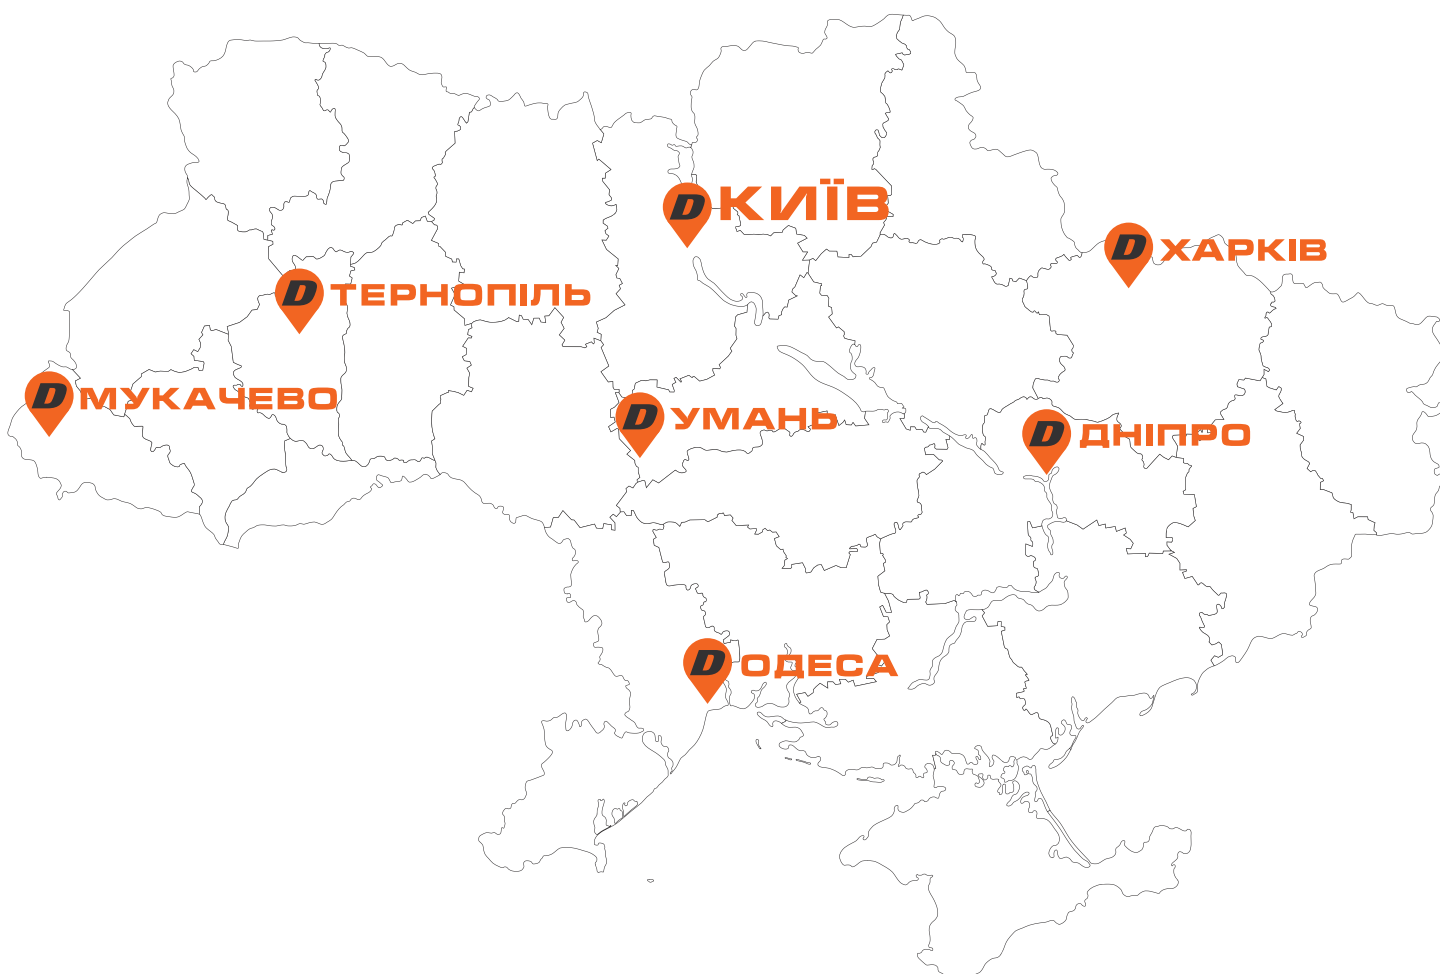 D КИЇВ
D ХАРКІВ
D ТЕРНОПІЛЬ
D МУКАЧЕВО
D УМАНЬ
D ДНІПРО
D ОДЕСА